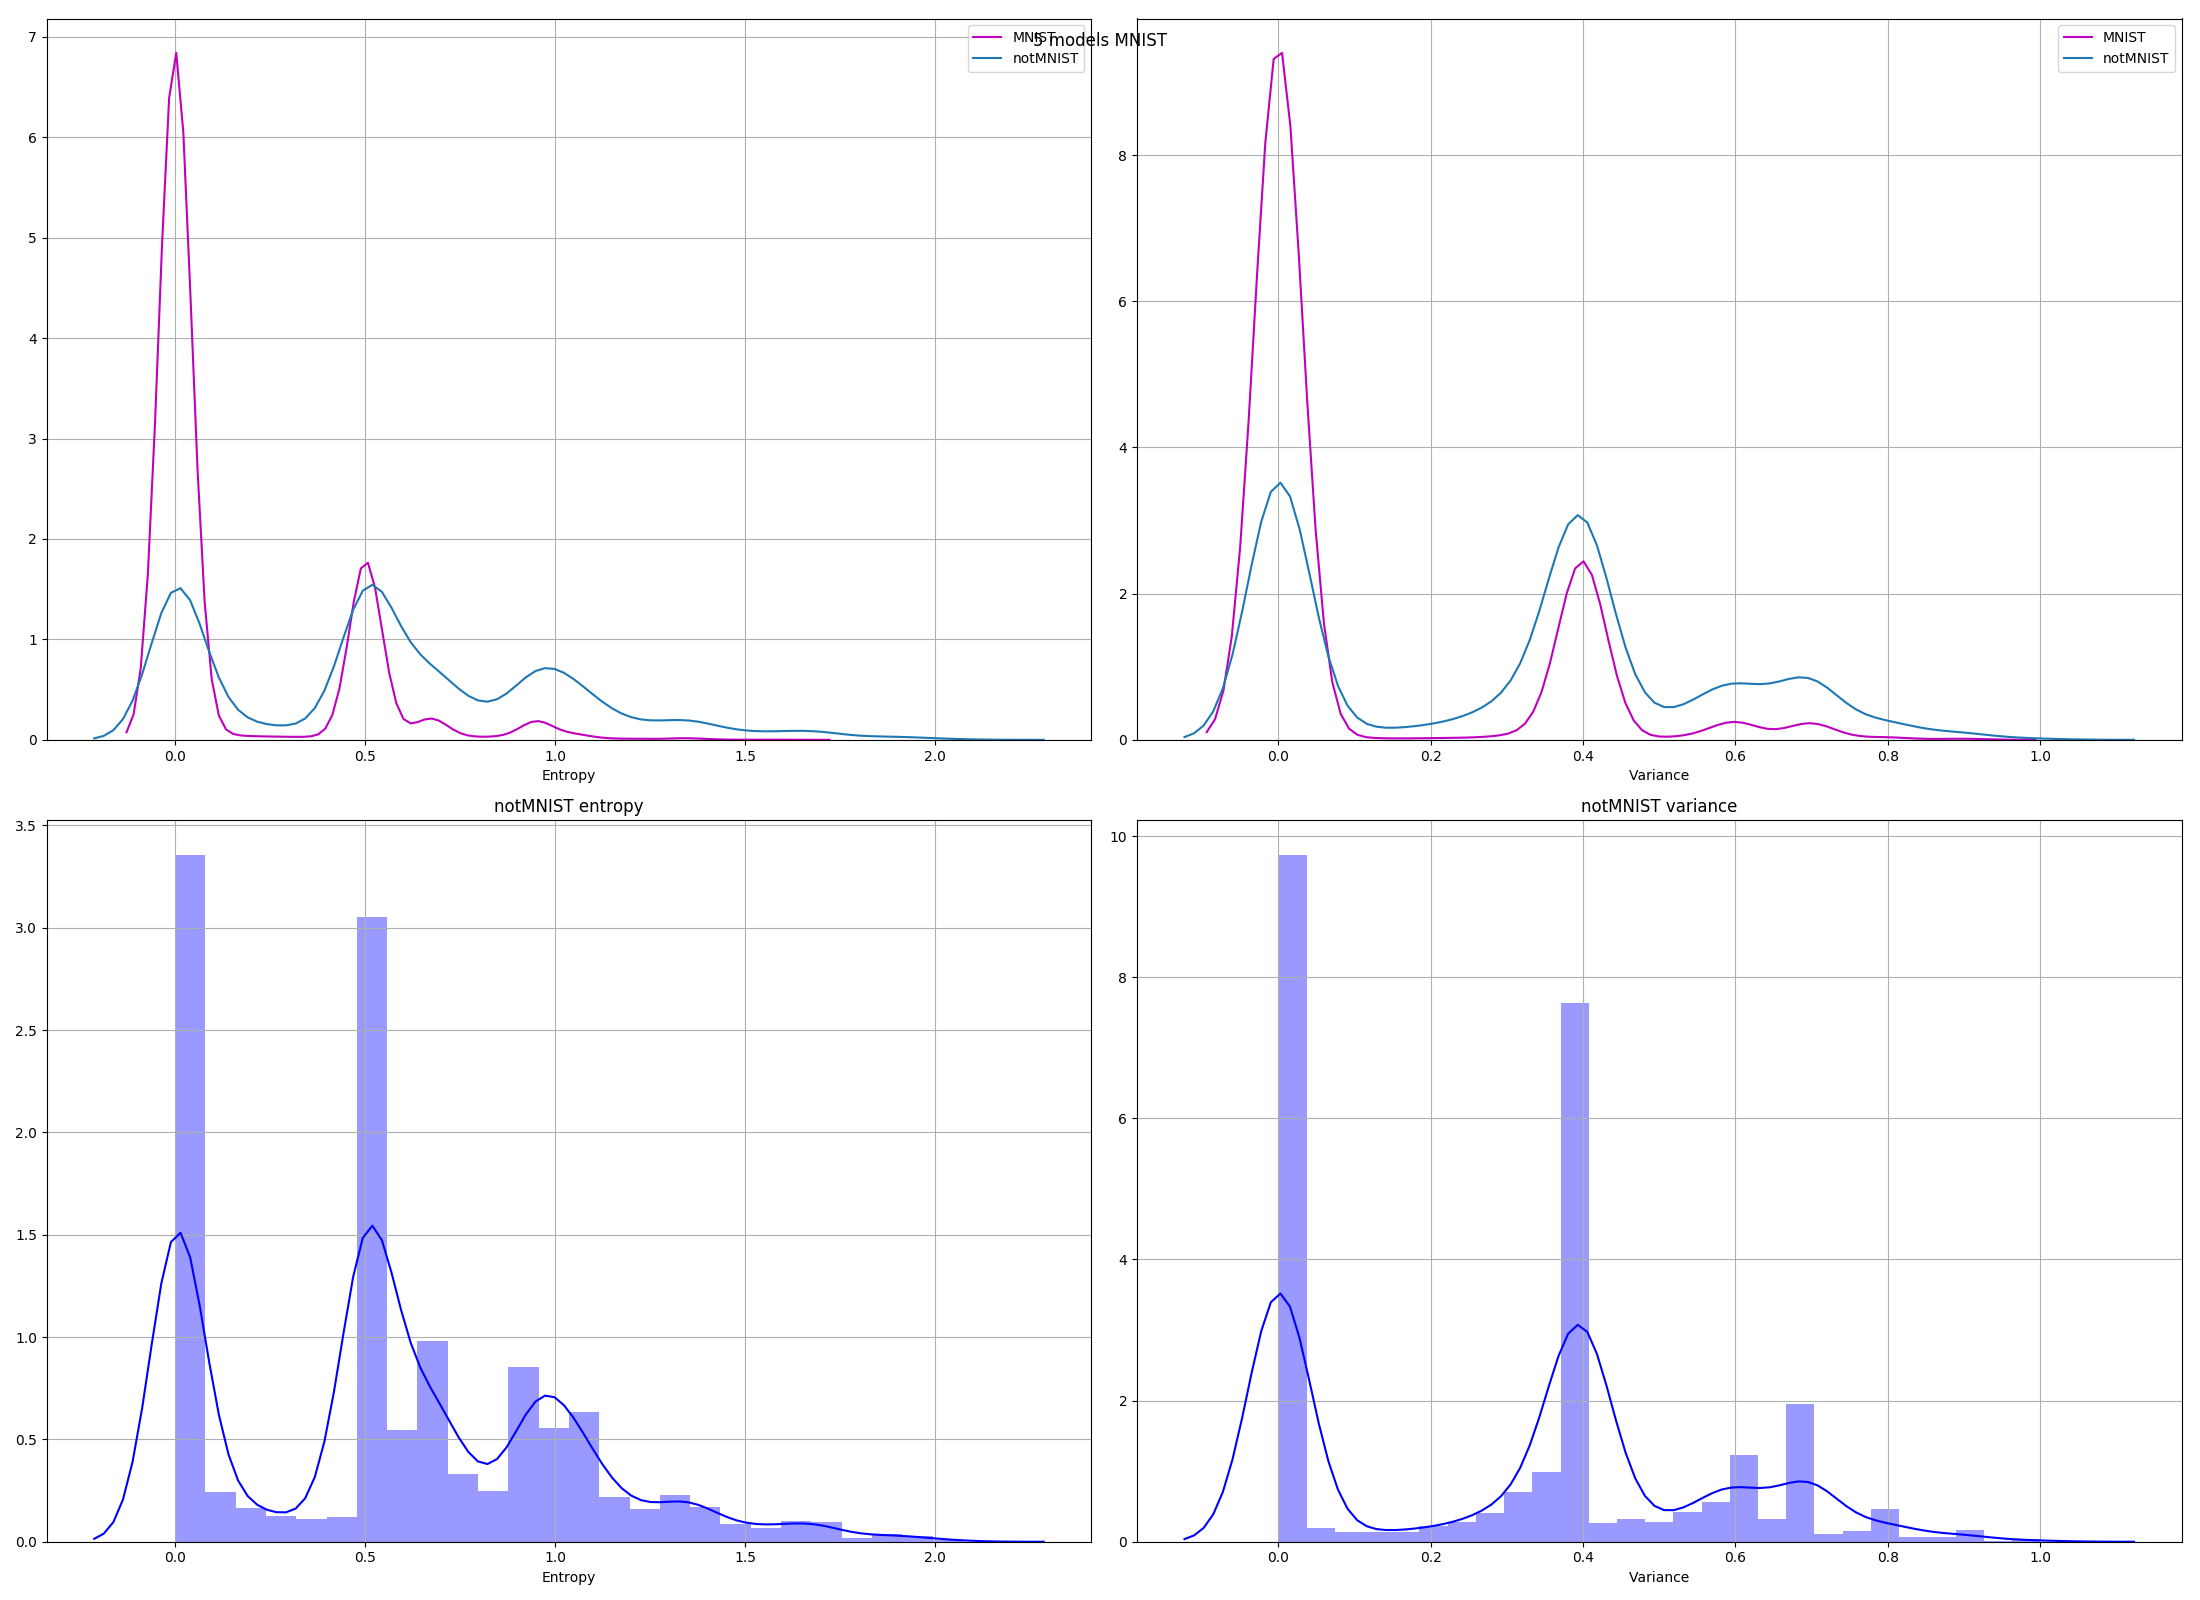 5 models MNIST
MNIST
notMNIST
7
6
5
4
3
2
1
0
0.0 0.5 1.0 1.5 2.0
Entropy
MNIST
notMNIST
8
6
4
2
0
0.0 0.2 0.4 0.6 0.8 1.0
Variance
notMNIST entropy
3.5
3.0
2.5
2.0
1.5
1.0
0.5
0.0
0.0 0.5 1.0 1.5 2.0
Entropy
notMNIST variance
10
8
6
4
2
0
0.0 0.2 0.4 0.6 0.8 1.0
Variance